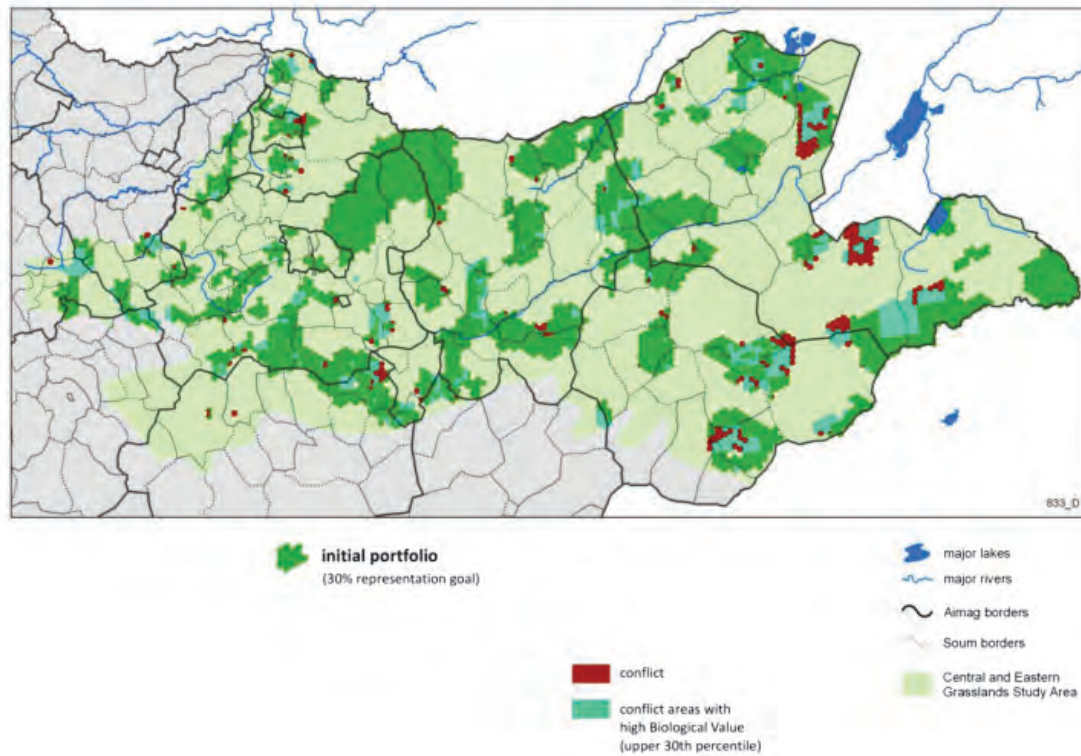 833_D
initial portfolio
(30% representation goal)
conflict
conflict areas with
high Biological Value
(upper 30th percentile)
major lakes
major rivers
Aimag borders
Soum borders
Central and Eastern
Grasslands Study Area